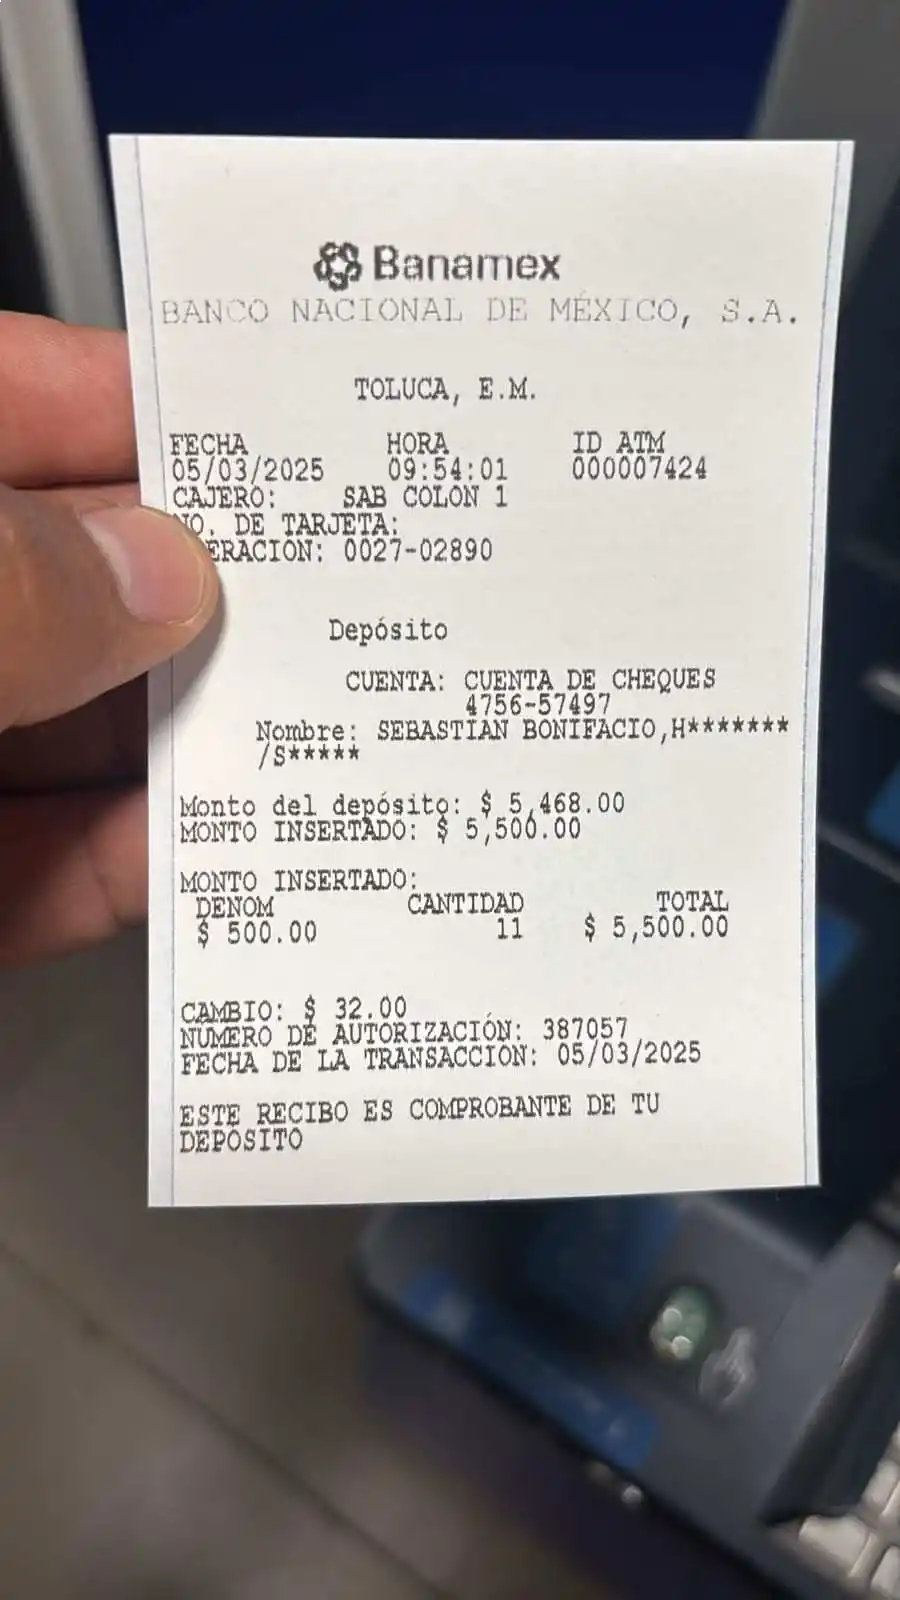 Banamex
BANCO NACIONAL DE MÉXICO, S.A.
TOLUCA, E.M.
FECHA HORA ID ATM
05/03/2025 09:54:01 000007424
CAJERO: SAB COLON 1
NO. DE TARJETA:
ERACION: 0027-02890
Depósito
CUENTA: CUENTA DE CHEQUES
4756-57497
Nombre: SEBASTIAN BONIFACIO,H*******
/S*****
Monto del depósito: $ 5,468.00
MONTO INSERTADO: $ 5,500.00
MONTO INSERTADO:
DENOM CANTIDAD TOTAL
$ 500.00 11 $ 5,500.00
CAMBIO: $ 32.00
NÚMERO DE AUTORIZACIÓN: 387057
FECHA DE LA TRANSACCION: 05/03/2025
ESTE RECIBO ES COMPROBANTE DE TU
DEPOSITO